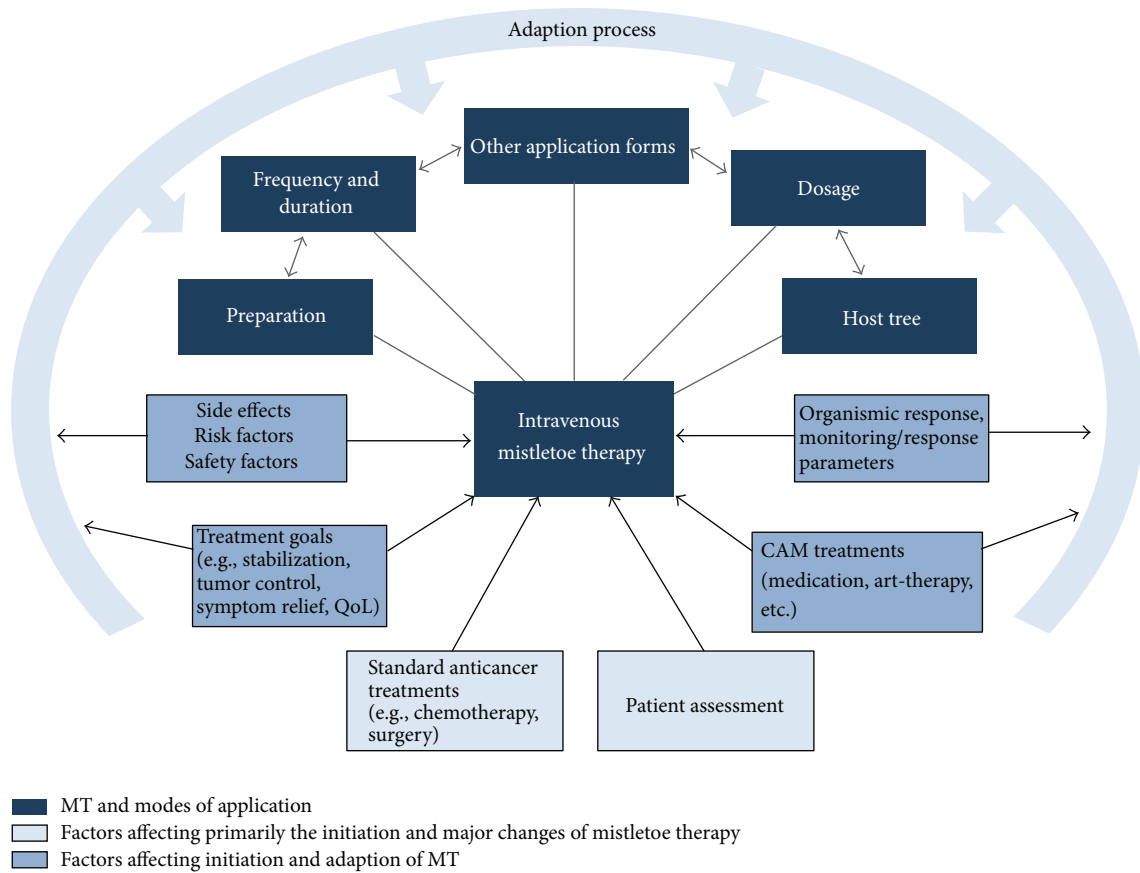 Adaption process
Other application forms
Frequency and
duration
Dosage
Preparation
Host tree
Intravenous
mistletoe therapy
Side effects
Risk factors
Safety factors
Organismic response,
monitoring/response
parameters
Treatment goals
(e.g., stabilization,
tumor control,
symptom relief, QoL)
CAM treatments
(medication, art-therapy,
etc.)
Standard anticancer
treatments
(e.g., chemotherapy,
surgery)
Patient assessment
MT and modes of application
Factors affecting primarily the initiation and major changes of mistletoe therapy
Factors affecting initiation and adaption of MT